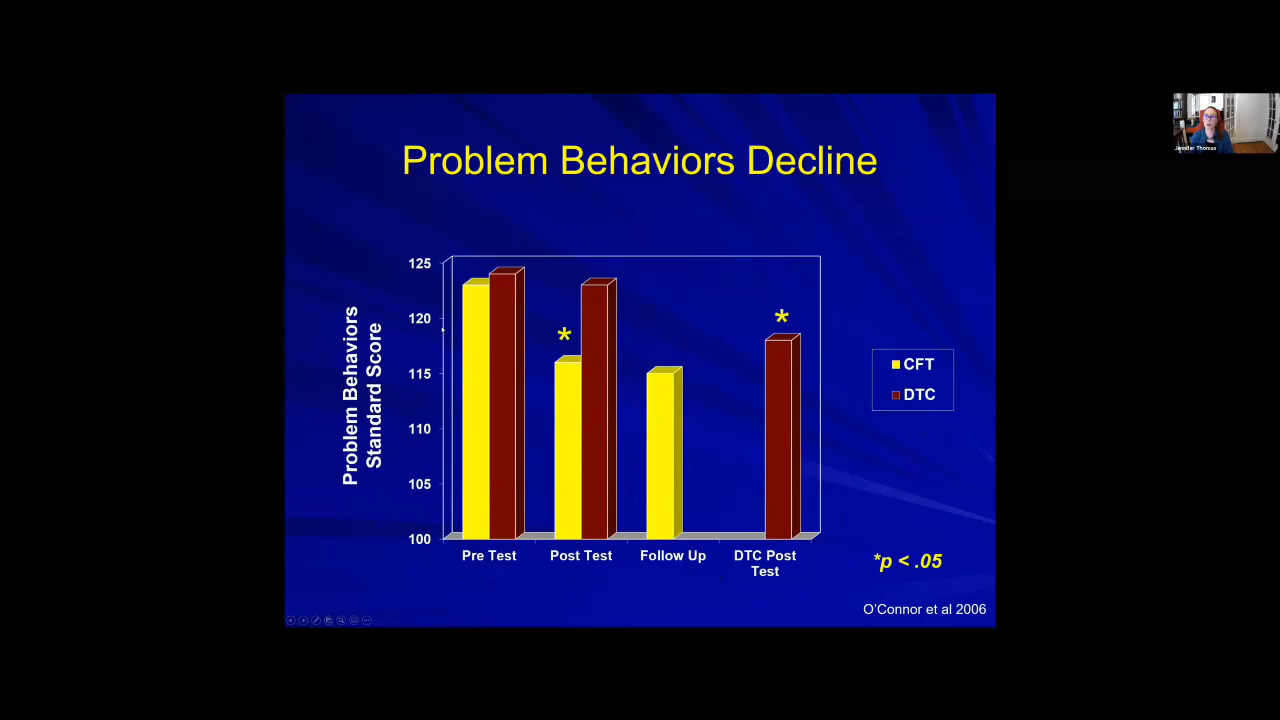 Problem Behaviors Decline
Jennifer Thomas
125
120
115
110
105
100
Problem Behaviors
Standard Score
*
*
Pre Test
Post Test
Follow Up
DTC Post
Test
CFT
DTC
*p < .05
O'Connor et al 2006